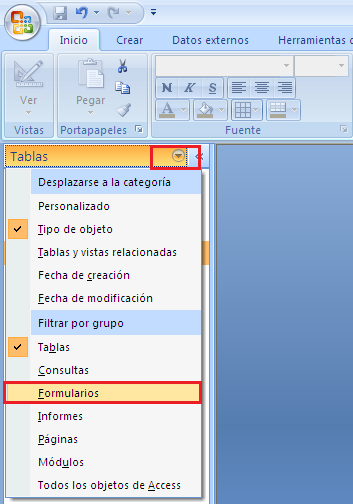 Inicio Crear Datos externos Herramientas d
Ver Pegar N K S
A
Vistas Portapapeles Fuente
Tablas «
Desplazarse a la categoría
Personalizado
Tipo de objeto
Tablas y vistas relacionadas
Fecha de creación
Fecha de modificación
Filtrar por grupo
Tablas
Consultas
Formularios
Informes
Páginas
Módulos
Todos los objetos de Access